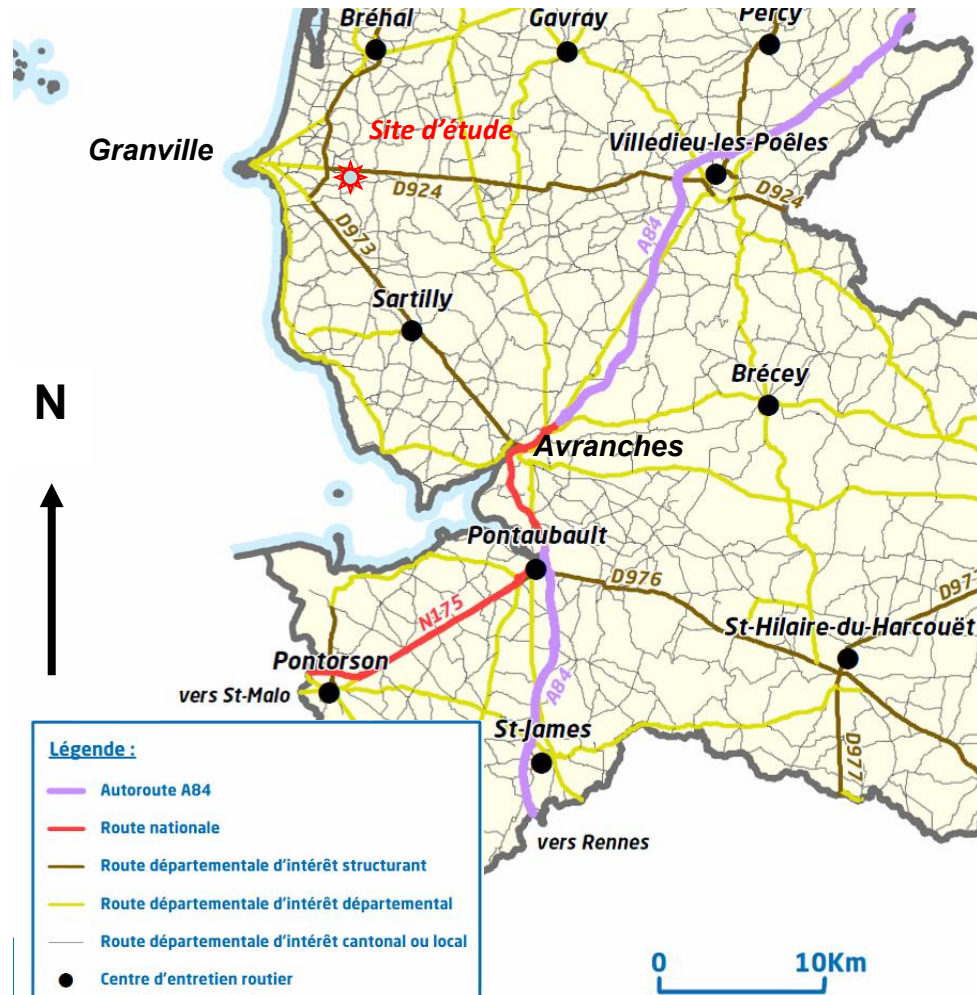 Bréhal
Gavray
Percy
Site d'étude
Granville
Villedieu-les-Poêles
D924
D924
A84
D973
Sartilly
Brécey
N
Avranches
Pontaubault
D976
D977
N175
St-Hilaire-du-Harcouët
Pontorson
vers St-Malo
A84
St-James
D977
vers Rennes
Légende :
Autoroute A84
Route nationale
Route départementale d'intérêt structurant
Route départementale d'intérêt départemental
Route départementale d'intérêt cantonal ou local
Centre d'entretien routier
0 10Km